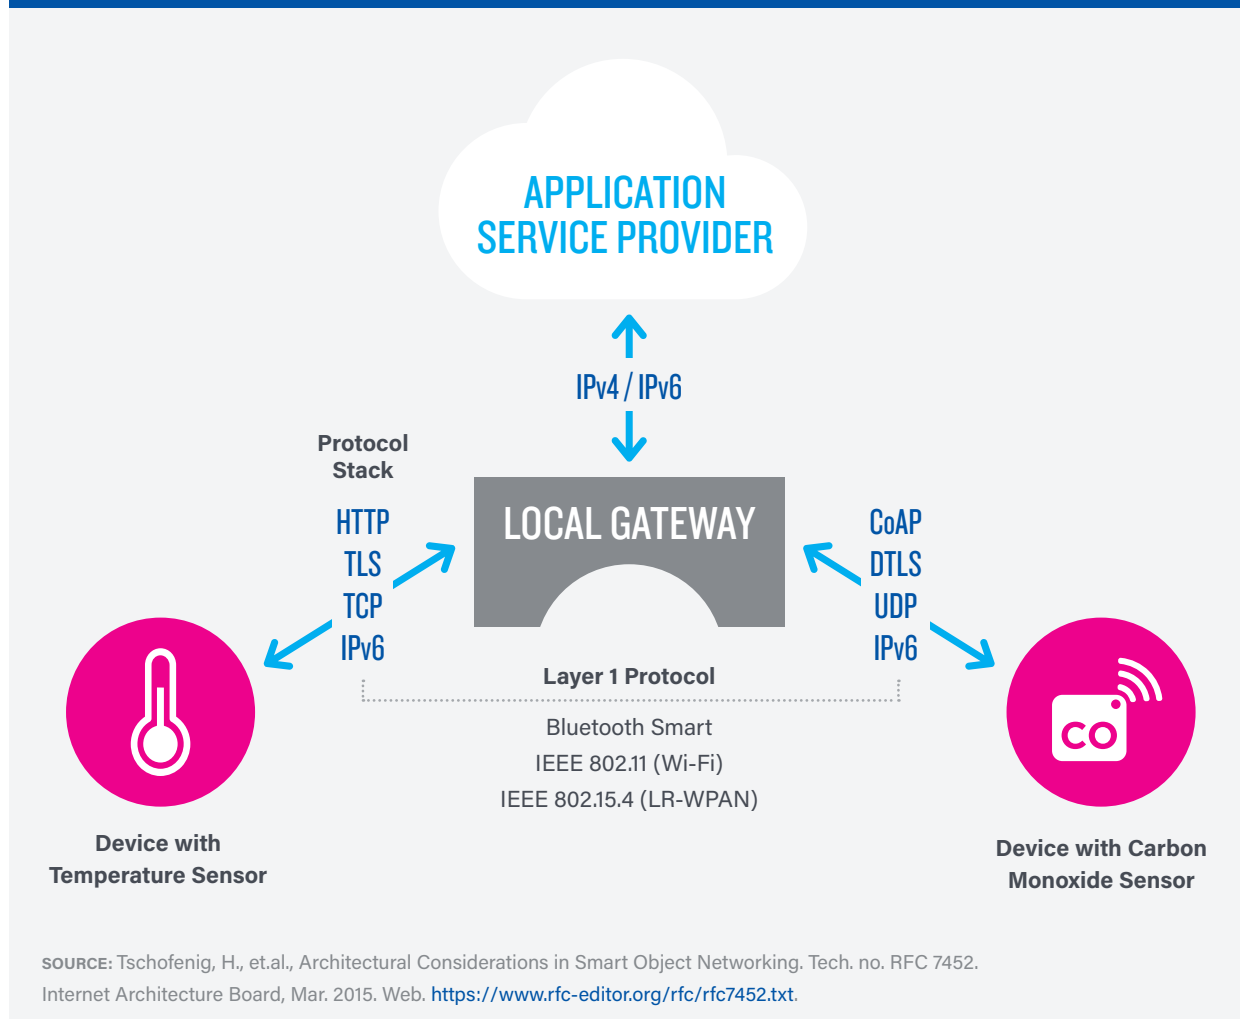 APPLICATION
SERVICE PROVIDER
IPv4 / IPv6
Protocol
Stack
HTTP
TLS
TCP
IPv6
LOCAL GATEWAY
CoAP
DTLS
UDP
IPv6
Layer 1 Protocol
Bluetooth Smart
IEEE 802.11 (Wi-Fi)
IEEE 802.15.4 (LR-WPAN)
co
Device with
Temperature Sensor
Device with Carbon
Monoxide Sensor
SOURCE: Tschofenig, H., et.al., Architectural Considerations in Smart Object Networking. Tech. no. RFC 7452.
Internet Architecture Board, Mar. 2015. Web. https://www.rfc-editor.org/rfc/rfc7452.txt.